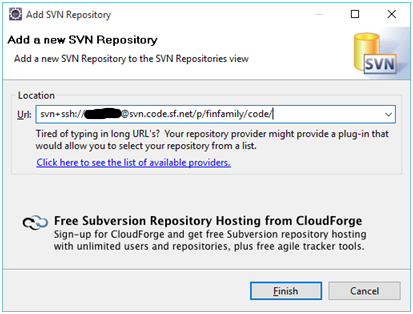 Add SVN Repository
Add a new SVN Repository
Add a new SVN Repository to the SVN Repositories view
SVN
Location
Url:
svn+ssh://@svn.code.sf.net/p/finfamily/code/
Tired of typing in long URL's? Your repository provider might provide a plug-in that
would allow you to select your repository from a list.
Click here to see the list of available providers.
Free Subversion Repository Hosting from CloudForge
Sign-up for CloudForge and get free Subversion repository hosting
with unlimited users and repositories, plus free agile tracker tools.
Finish
Cancel